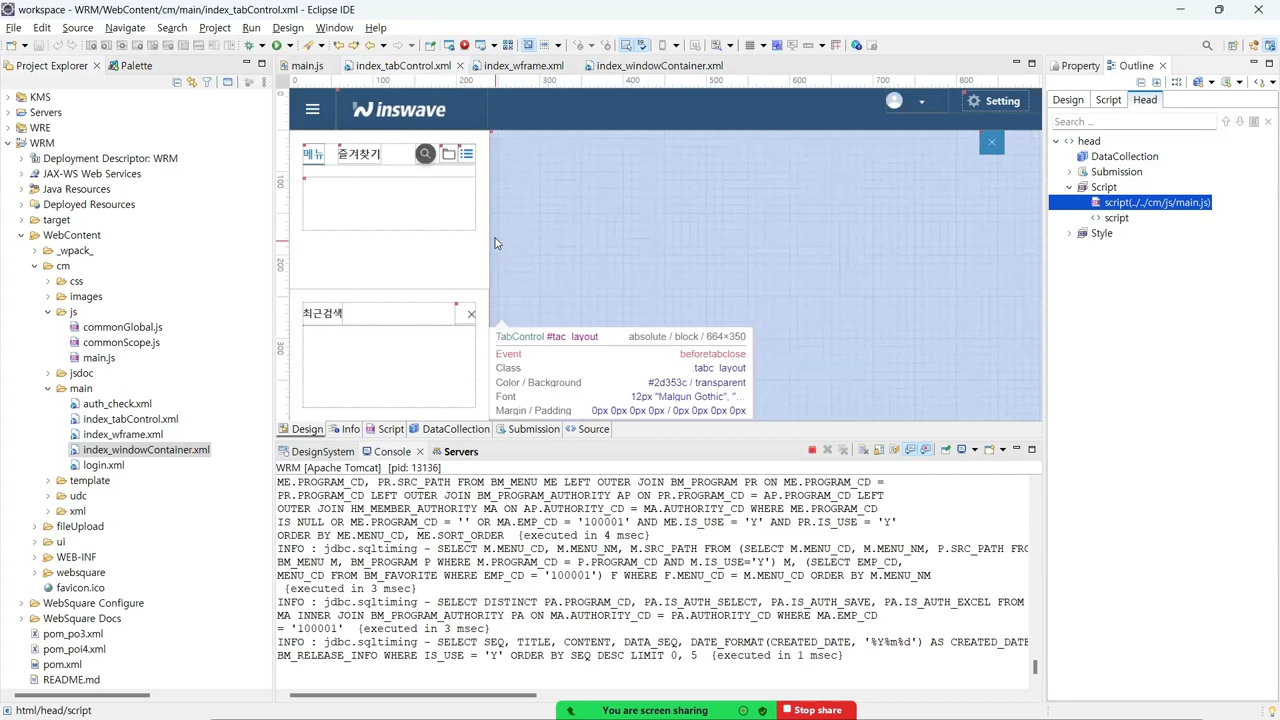 workspace - WRM/WebContent/cm/main/index_tabControl.xml - Eclipse IDE
File Edit Source Navigate Search Project Run Design Window Help
Project Explorer Palette
main.js index_tabControl.xml index_wframe.xml index_windowContainer.xml
Property Outline
KMS
Servers
WRE
WRM
Deployment Descriptor: WRM
JAX-WS Web Services
Java Resources
Deployed Resources
target
WebContent
_wpack_
cm
css
images
js
commonGlobal.js
commonScope.js
main.js
jsdoc
main
auth_check.xml
index_tabControl.xml
index_wframe.xml
index_windowContainer.xml
login.xml
template
udc
xml
fileUpload
ui
WEB-INF
websquare
favicon.ico
WebSquare Configure
WebSquare Docs
pom_po3.xml
pom_poi4.xml
pom.xml
README.md
0 100 200 300 400 500 600 700 800
0
100
200
300
inswave
Setting
메뉴 즐겨찾기
최근검색
TabControl #tac_layout absolute / block / 664×350
Event beforetabclose
Class .tabc_layout
Color / Background #2d353c / transparent
Font 12px "Malgun Gothic", "...
Margin / Padding 0px 0px 0px 0px / 0px 0px 0px 0px
Design Info Script DataCollection Submission Source
DesignSystem Console Servers
WRM [Apache Tomcat] [pid: 13136]
ME.PROGRAM_CD, PR.SRC_PATH FROM BM_MENU ME LEFT OUTER JOIN BM_PROGRAM PR ON ME.PROGRAM_CD =
PR.PROGRAM_CD LEFT OUTER JOIN BM_PROGRAM_AUTHORITY AP ON PR.PROGRAM_CD = AP.PROGRAM_CD LEFT
OUTER JOIN HM_MEMBER_AUTHORITY MA ON AP.AUTHORITY_CD = MA.AUTHORITY_CD WHERE ME.PROGRAM_CD
IS NULL OR ME.PROGRAM_CD = '' OR MA.EMP_CD = '100001' AND ME.IS_USE = 'Y' AND PR.IS_USE = 'Y'
ORDER BY ME.MENU_CD, ME.SORT_ORDER {executed in 4 msec}
INFO : jdbc.sqltiming - SELECT M.MENU_CD, M.MENU_NM, M.SRC_PATH FROM (SELECT M.MENU_CD, M.MENU_NM, P.SRC_PATH FRO
BM_MENU M, BM_PROGRAM P WHERE M.PROGRAM_CD = P.PROGRAM_CD AND M.IS_USE='Y') M, (SELECT EMP_CD,
MENU_CD FROM BM_FAVORITE WHERE EMP_CD = '100001') F WHERE F.MENU_CD = M.MENU_CD ORDER BY M.MENU_NM
{executed in 3 msec}
INFO : jdbc.sqltiming - SELECT DISTINCT PA.PROGRAM_CD, PA.IS_AUTH_SELECT, PA.IS_AUTH_SAVE, PA.IS_AUTH_EXCEL FROM
MA INNER JOIN BM_PROGRAM_AUTHORITY PA ON MA.AUTHORITY_CD = PA.AUTHORITY_CD WHERE MA.EMP_CD
= '100001' {executed in 3 msec}
INFO : jdbc.sqltiming - SELECT SEQ, TITLE, CONTENT, DATA_SEQ, DATE_FORMAT(CREATED_DATE, '%Y%m%d') AS CREATED_DATE
BM_RELEASE_INFO WHERE IS_USE = 'Y' ORDER BY SEQ DESC LIMIT 0, 5 {executed in 1 msec}
Design Script Head
Search ...
head
DataCollection
Submission
Script
script(../../cm/js/main.js)
script
Style
html/head/script
You are screen sharing Stop share